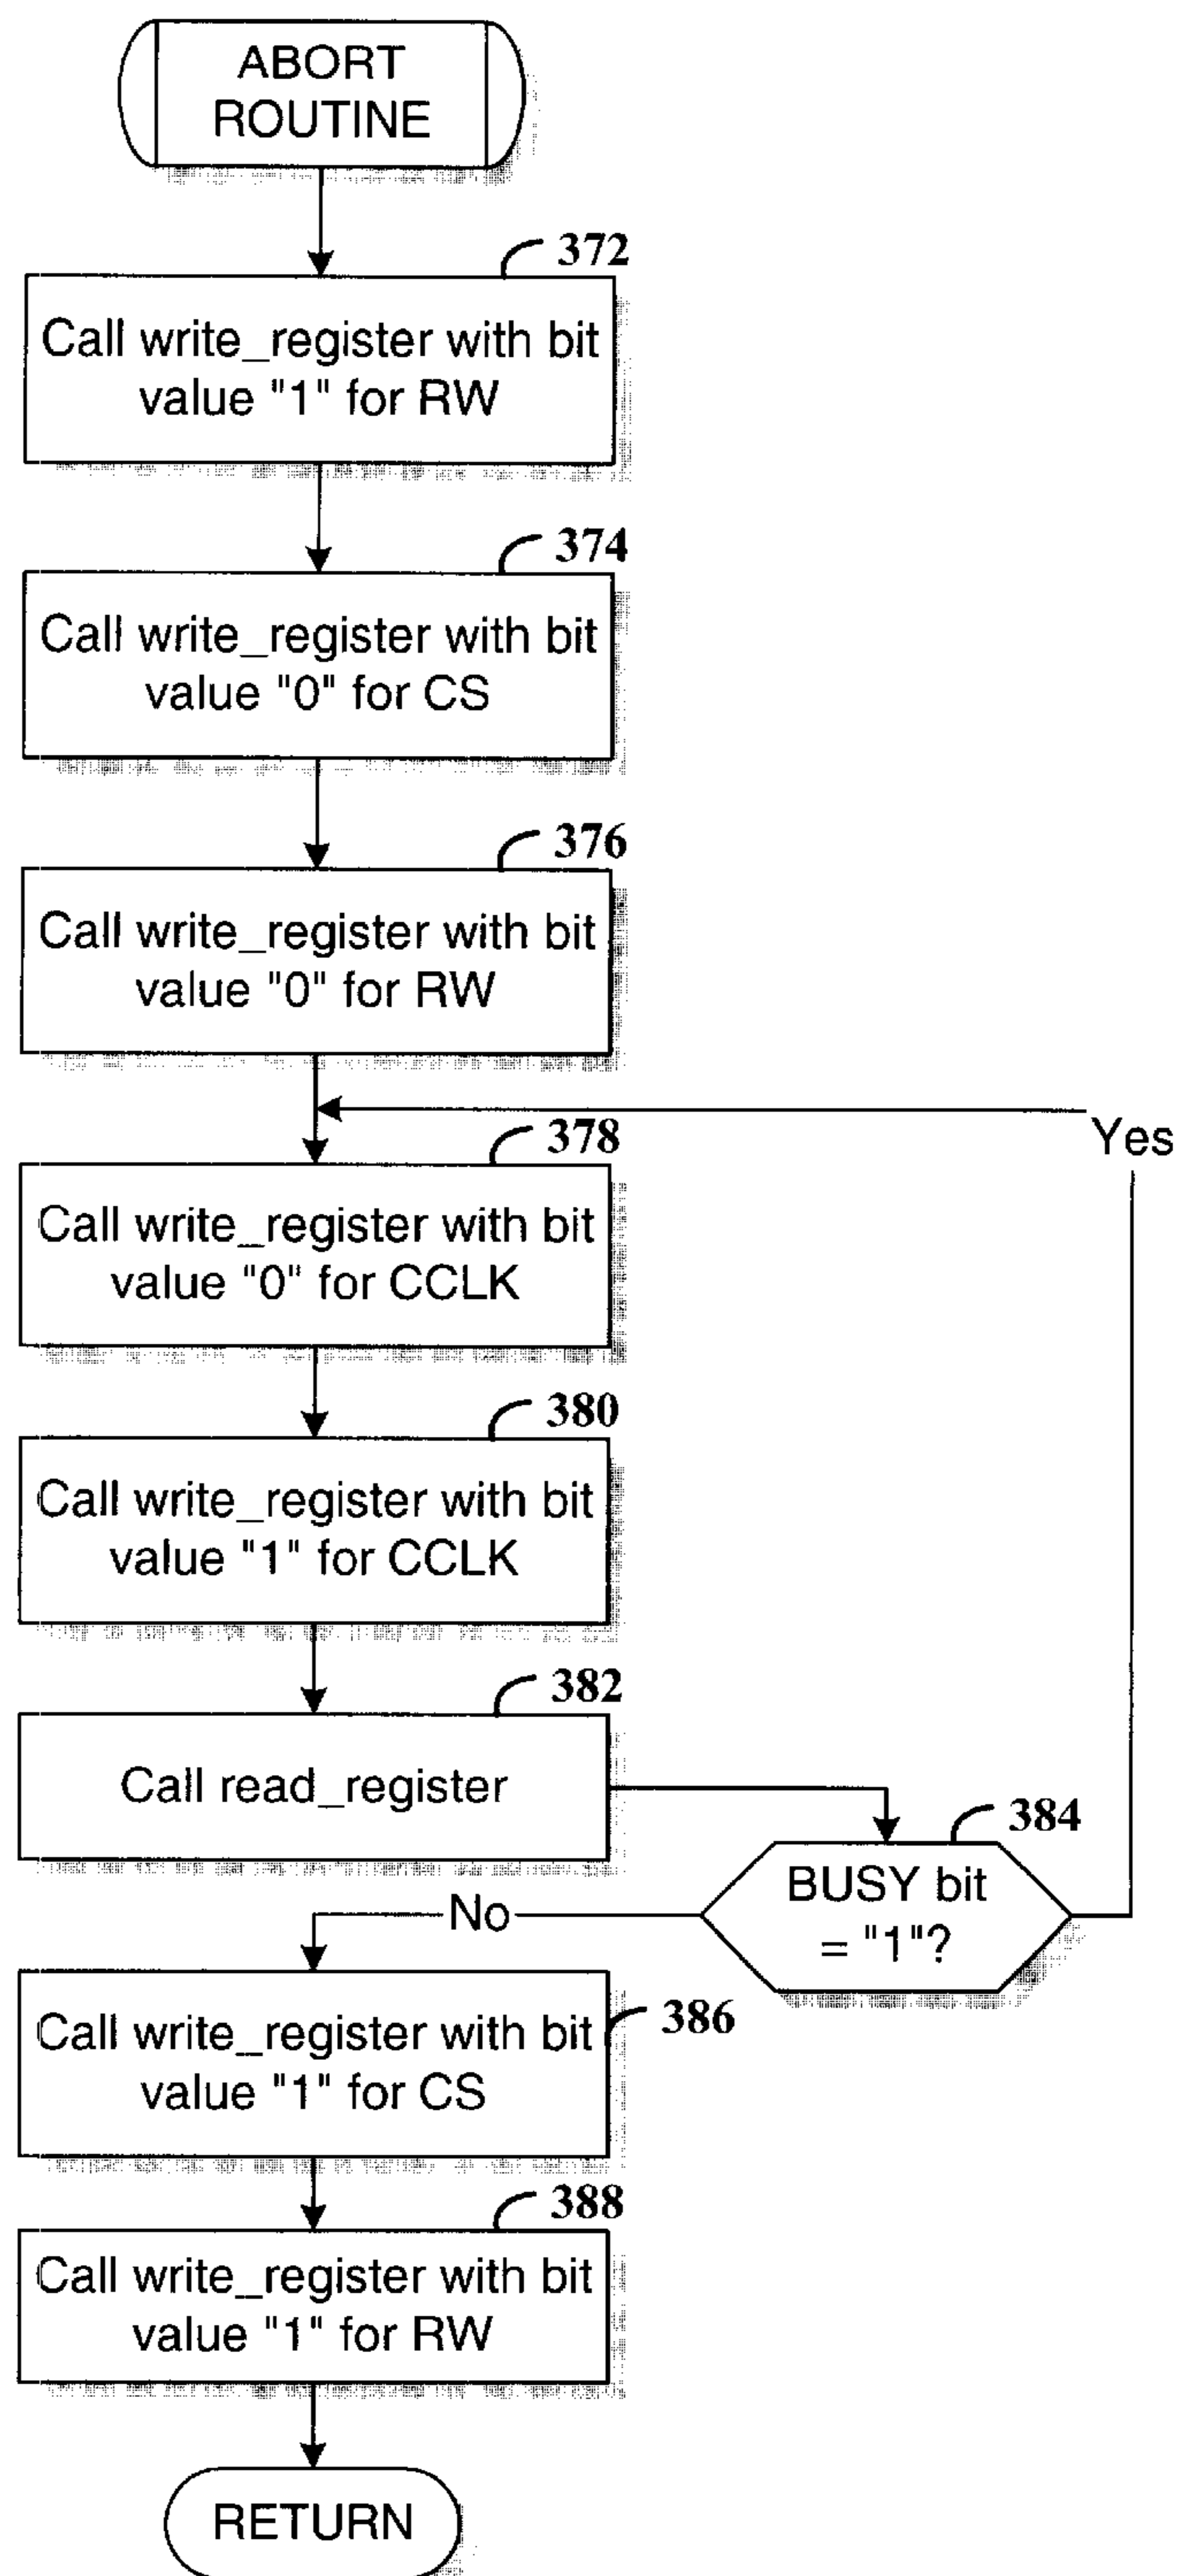 ABORT
ROUTINE
372
Call write_register with bit
value "1" for RW
374
Call write_register with bit
value "0" for CS
376
Call write_register with bit
value "0" for RW
Yes
378
Call write_register with bit
value "0" for CCLK
380
Call write_register with bit
value "1" for CCLK
382
Call read_register
384
BUSY bit
= "1"?
No
386
Call write_register with bit
value "1" for CS
388
Call write_register with bit
value "1" for RW
RETURN